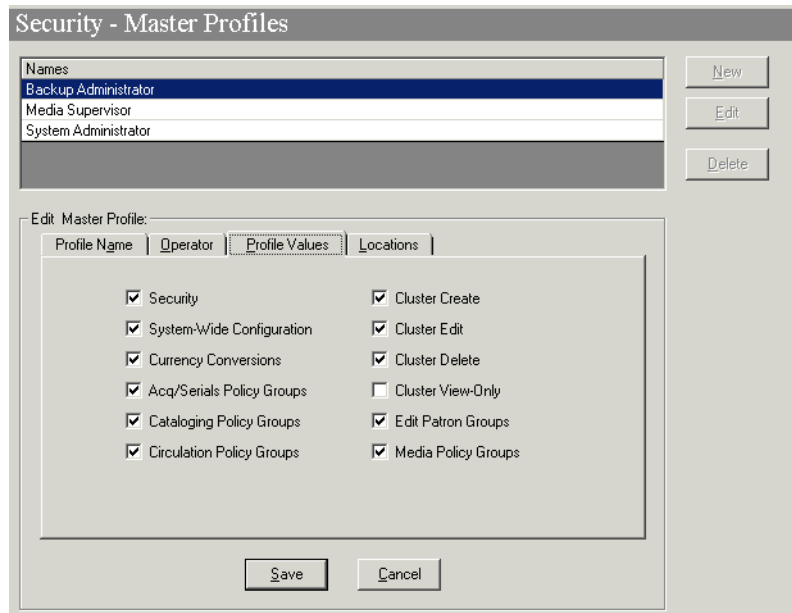 Security - Master Profiles
Names
Backup Administrator
Media Supervisor
System Administrator
New
Edit
Delete
Edit Master Profile:
Profile Name
Operator
Profile Values
Locations
Security
System-Wide Configuration
Currency Conversions
Acq/Serials Policy Groups
Cataloging Policy Groups
Circulation Policy Groups
Cluster Create
Cluster Edit
Cluster Delete
Cluster View-Only
Edit Patron Groups
Media Policy Groups
Save
Cancel